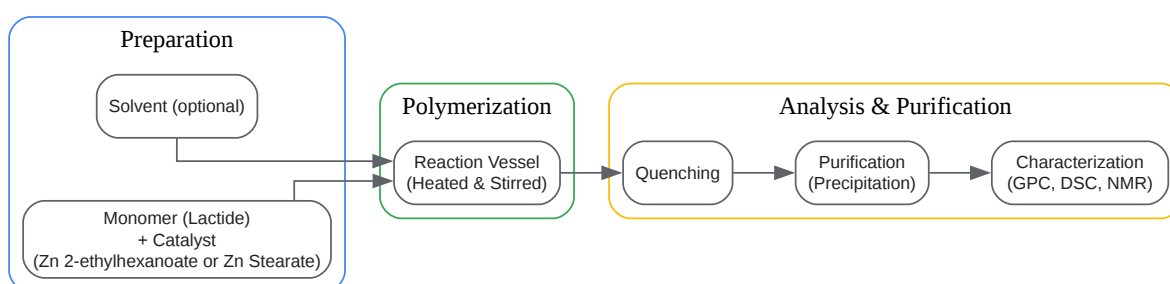 Preparation
Solvent (optional)
Monomer (Lactide)
+ Catalyst
(Zn 2-ethylhexanoate or Zn Stearate)
Polymerization
Reaction Vessel
(Heated & Stirred)
Analysis & Purification
Quenching
Purification
(Precipitation)
Characterization
(GPC, DSC, NMR)